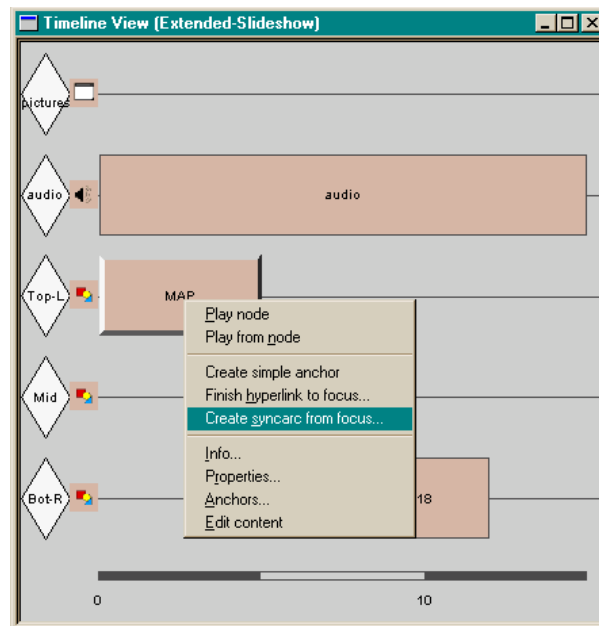 Timeline View (Extended-Slideshow)
pictures
audio
audio
Top-L
MAP
Play node
Play from node
Create simple anchor
Finish hyperlink to focus...
Create syncarc from focus...
Mid
Info...
Properties...
Anchors...
Edit content
Bot-R
18
0
10